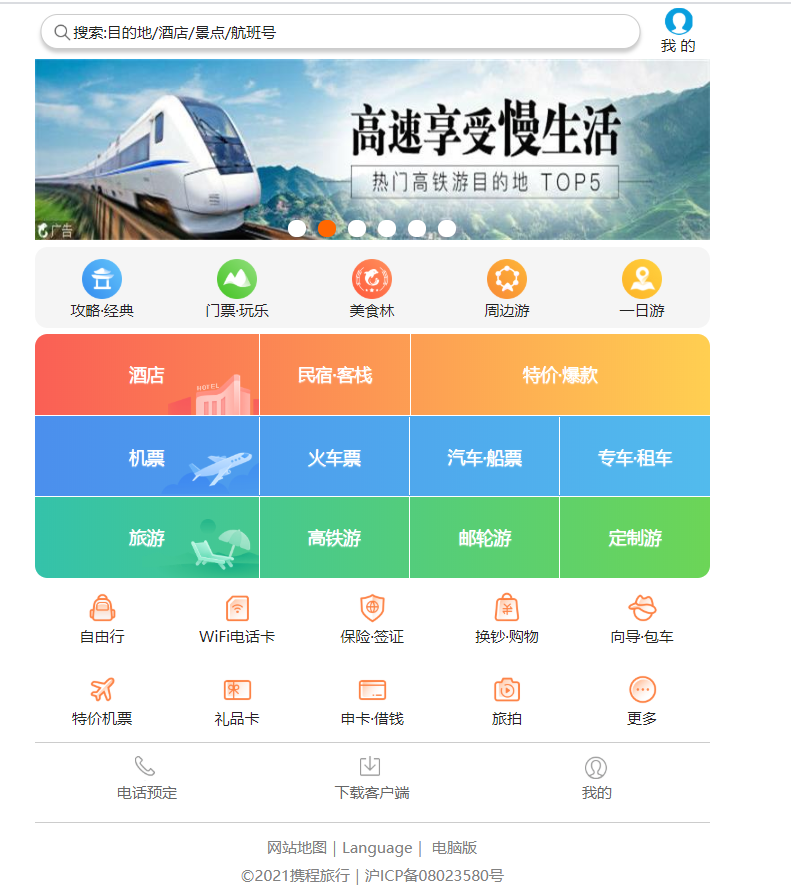 搜索:目的地/酒店/景点/航班号
我 的
高速享受慢生活
热门高铁游目的地 TOP5
广告
攻略·经典 门票·玩乐 美食林 周边游 一日游
酒店 民宿·客栈 特价·爆款
HOTEL
机票 火车票 汽车·船票 专车·租车
旅游 高铁游 邮轮游 定制游
自由行 WiFi电话卡 保险·签证 换钞·购物 向导·包车
特价机票 礼品卡 申卡·借钱 旅拍 更多
电话预定 下载客户端 我的
网站地图 | Language | 电脑版
©2021携程旅行 | 沪ICP备08023580号